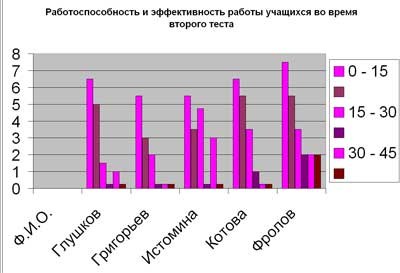 Работоспособность и эффективность работы учащихся во время
второго теста
8
7
6
5
4
3
2
1
0
Ф.И.О.
Глушков
Григорьев
Истомина
Котова
Фролов
0 - 15
15 - 30
30 - 45